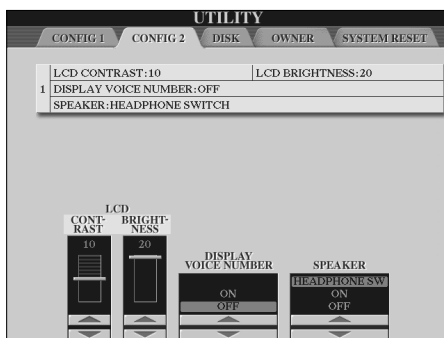 UTILITY
CONFIG 1 CONFIG 2 DISK OWNER SYSTEM RESET
LCD CONTRAST:10 LCD BRIGHTNESS:20
1 DISPLAY VOICE NUMBER:OFF
SPEAKER:HEADPHONE SWITCH
LCD
CONT-
RAST
BRIGHT-
NESS
10
20
DISPLAY
VOICE NUMBER
ON
OFF
SPEAKER
HEADPHONE SW
ON
OFF